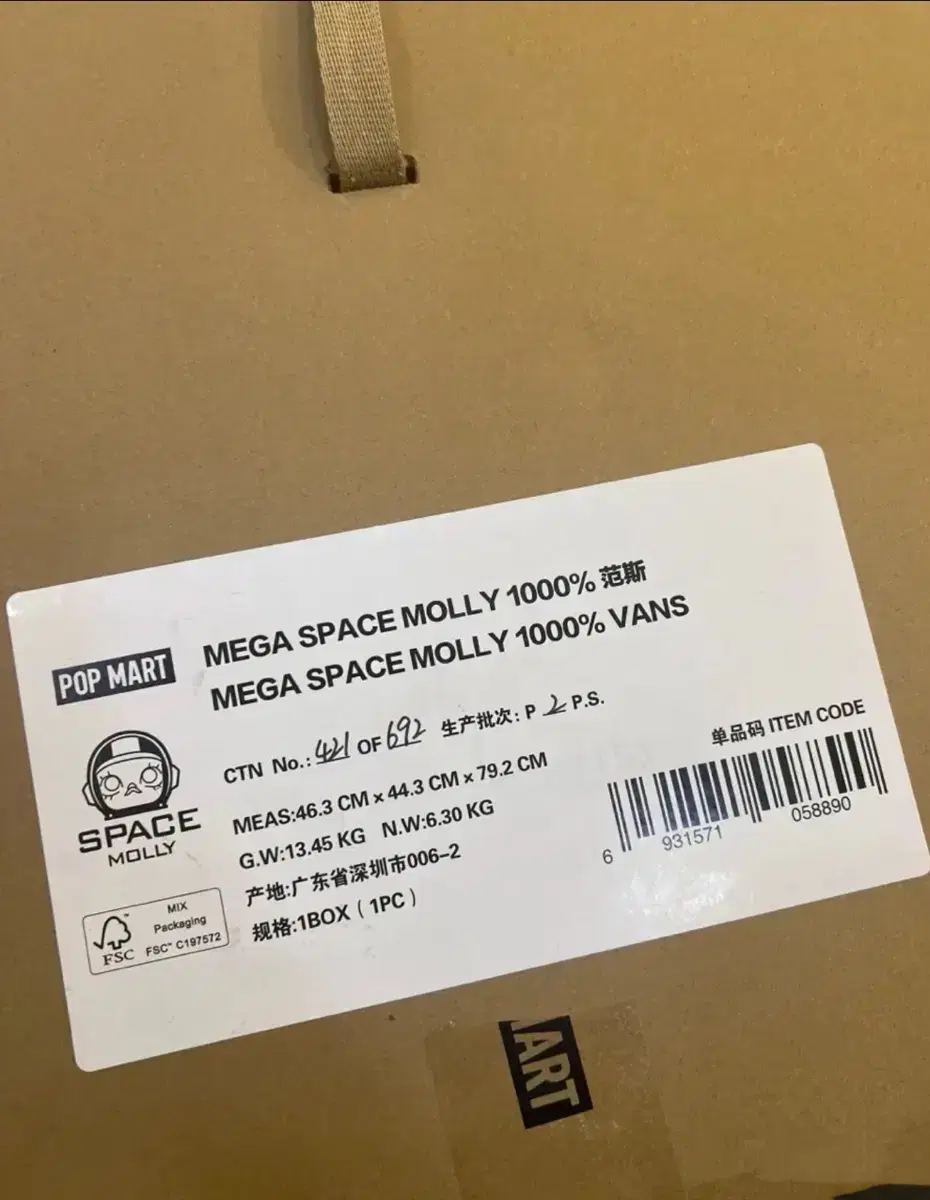 POP MART
MEGA SPACE MOLLY 1000% 范斯
MEGA SPACE MOLLY 1000% VANS
SPACE
MOLLY
CTN No.: 421 OF 692 生产批次: P 2 P.S.
MEAS:46.3 CM × 44.3 CM × 79.2 CM
G.W:13.45 KG N.W:6.30 KG
产地:广东省深圳市006-2
规格:1BOX（1PC）
单品码 ITEM CODE
6 931571 058890
FSC
MIX
Packaging
FSC™ C197572
MART